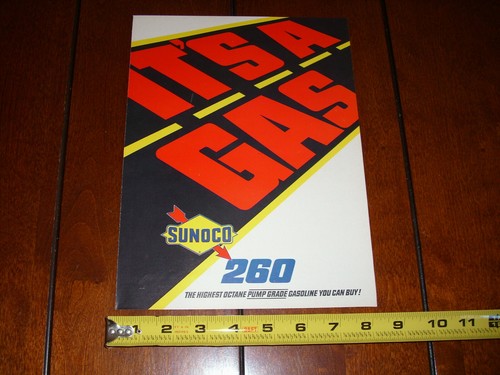 IT'S A
GAS
SUNOCO
260
THE HIGHEST OCTANE PUMP GRADE GASOLINE YOU CAN BUY!
1 2 3 4 5 6 7 8 9 10 11